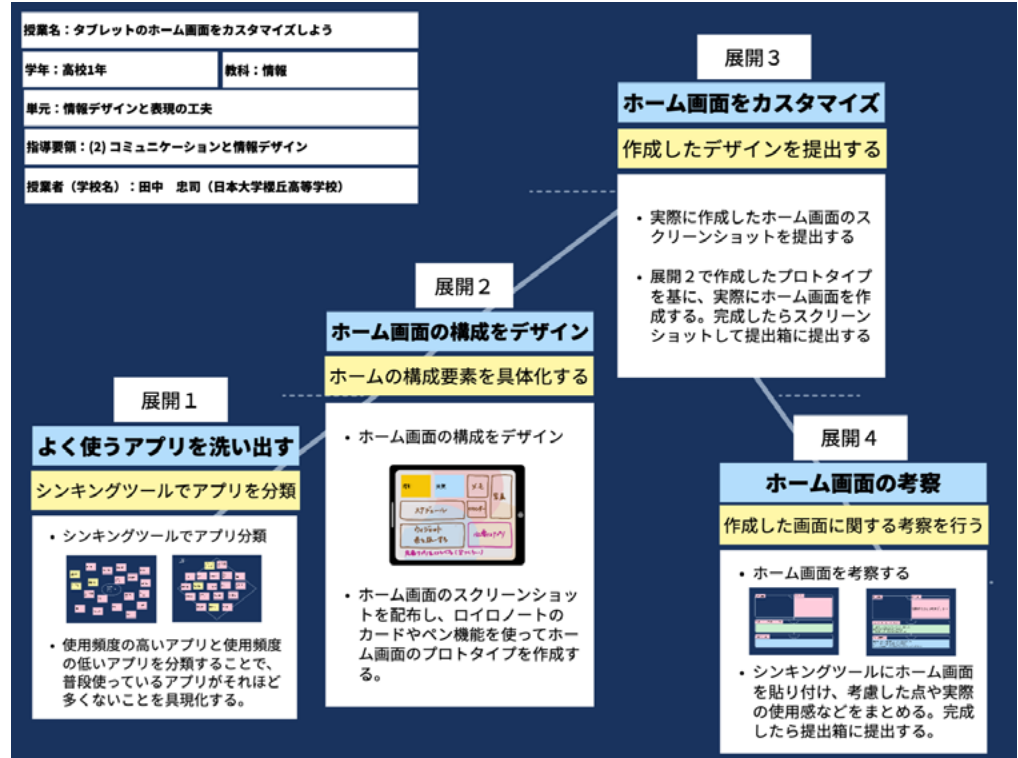 授業名：タブレットのホーム画面をカスタマイズしよう
学年：高校1年
教科：情報
単元：情報デザインと表現の工夫
指導要領：(2) コミュニケーションと情報デザイン
授業者（学校名）：田中　忠司（日本大学櫻丘高等学校）
展開１
よく使うアプリを洗い出す
シンキングツールでアプリを分類
• シンキングツールでアプリ分類
• 使用頻度の高いアプリと使用頻度
の低いアプリを分類することで、
普段使っているアプリがそれほど
多くないことを具現化する。
展開２
ホーム画面の構成をデザイン
ホームの構成要素を具体化する
• ホーム画面の構成をデザイン
メモ
写真
スケジュール
ウィジェット
• ホーム画面のスクリーンショッ
トを配布し、ロイロノートの
カードやペン機能を使ってホー
ム画面のプロトタイプを作成す
る。
展開３
ホーム画面をカスタマイズ
作成したデザインを提出する
• 実際に作成したホーム画面のス
クリーンショットを提出する
• 展開２で作成したプロトタイプ
を基に、実際にホーム画面を作
成する。完成したらスクリーン
ショットして提出箱に提出する
展開４
ホーム画面の考察
作成した画面に関する考察を行う
• ホーム画面を考察する
• シンキングツールにホーム画面
を貼り付け、考慮した点や実際
の使用感などをまとめる。完成
したら提出箱に提出する。